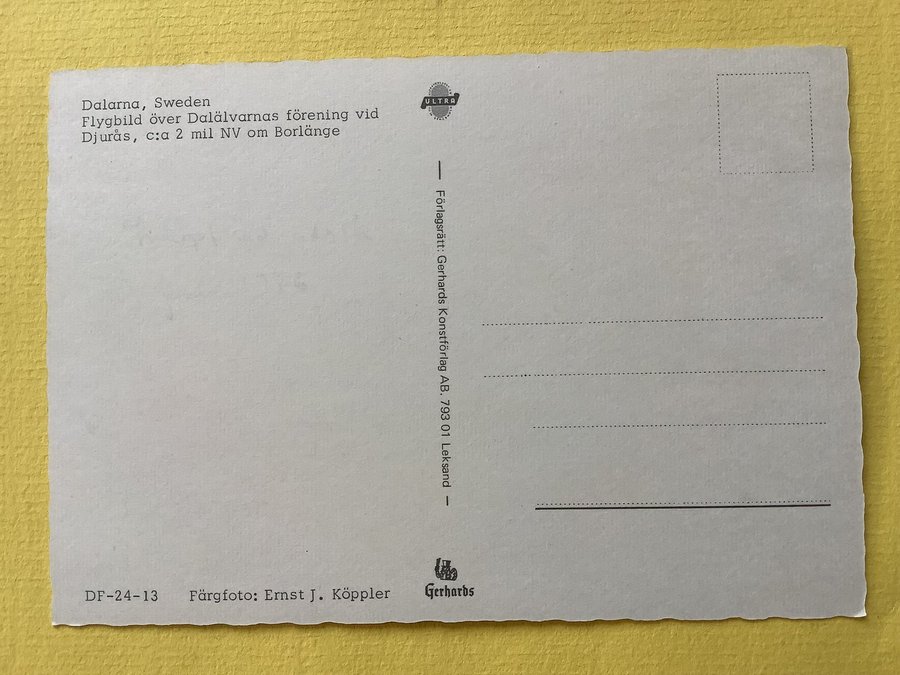 Dalarna, Sweden
Flygbild över Dalälvarnas förening vid
Djurås, c:a 2 mil NV om Borlänge
ULTRA
— Förlagsrätt: Gerhards Konstförlag AB. 793 01 Leksand —
DF-24-13 Färgfoto: Ernst J. Köppler
Gerhards